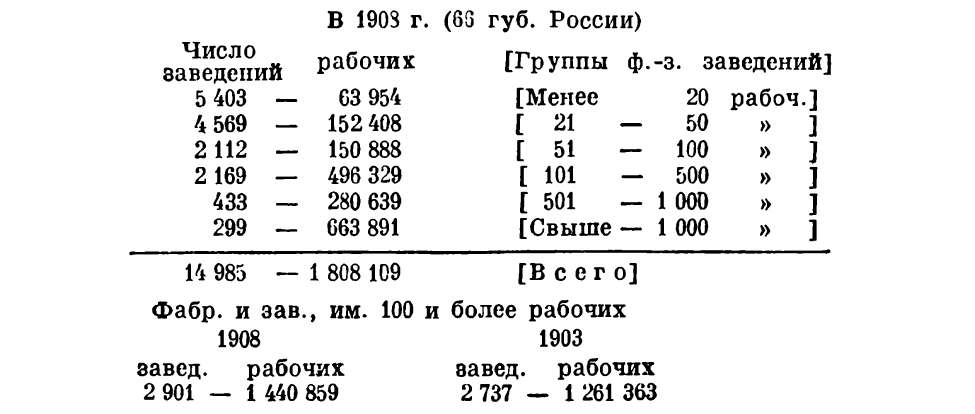 В 1908 г. (66 губ. России)
Число заведений рабочих [Группы ф.-з. заведений]
5 403 — 63 954 [Менее 20 рабоч.]
4 569 — 152 408 [ 21 — 50 » ]
2 112 — 150 888 [ 51 — 100 » ]
2 169 — 496 329 [ 101 — 500 » ]
433 — 280 639 [ 501 — 1 000 » ]
299 — 663 891 [Свыше — 1 000 » ]
14 985 — 1 808 109 [Всего]
Фабр. и зав., им. 100 и более рабочих
1908 1903
завед. рабочих завед. рабочих
2 901 — 1 440 859 2 737 — 1 261 363